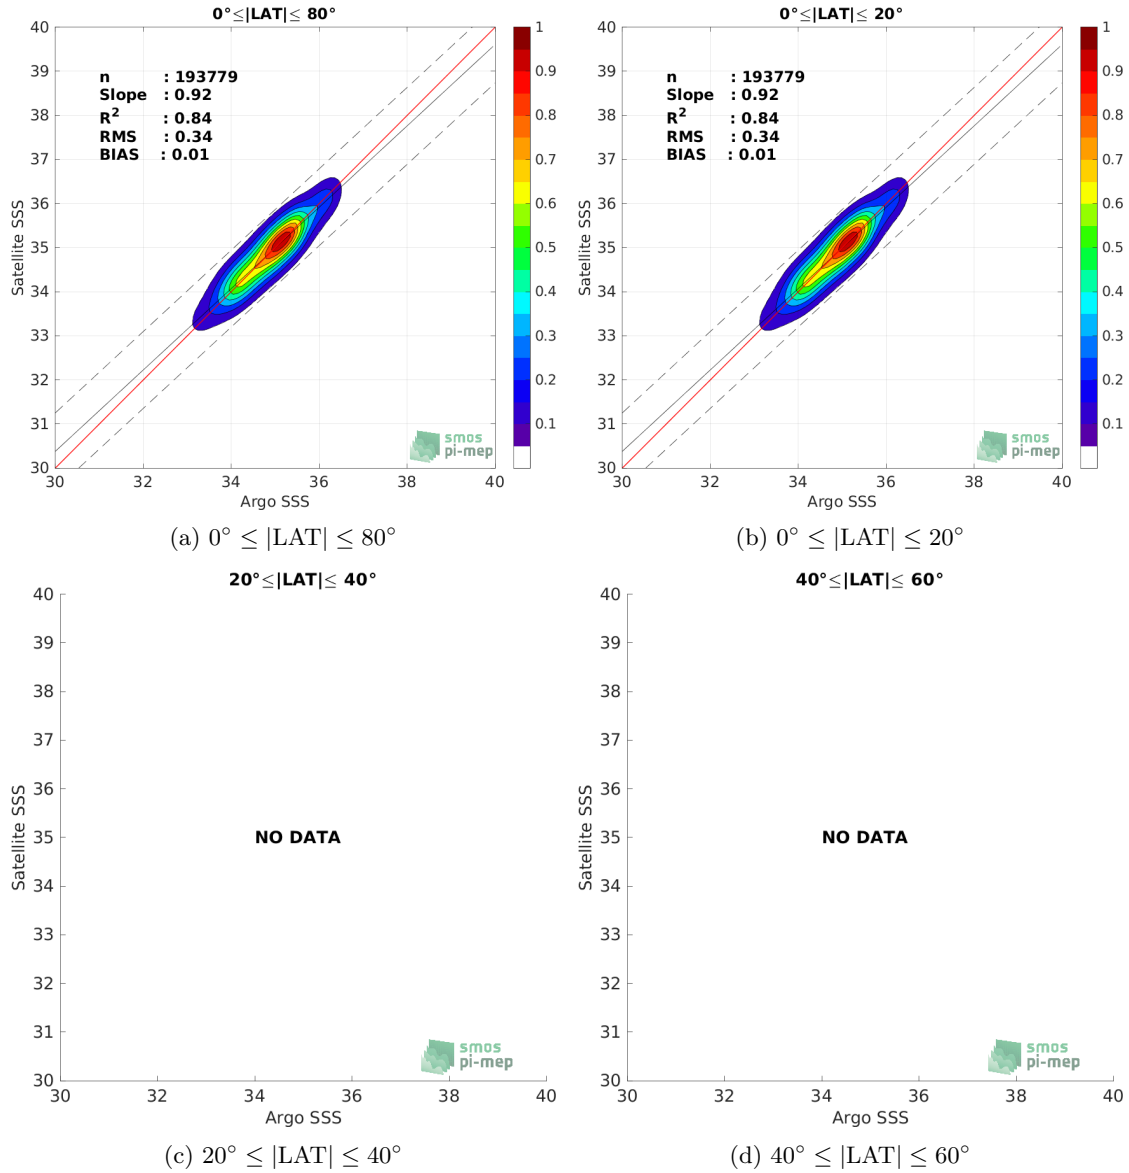 0°≤|LAT|≤ 80°
40
39
38
37
36
35
34
33
32
31
30
Satellite SSS
n : 193779
Slope : 0.92
R² : 0.84
RMS : 0.34
BIAS : 0.01
smos
pi-mep
30 32 34 36 38 40
Argo SSS
1
0.9
0.8
0.7
0.6
0.5
0.4
0.3
0.2
0.1
(a) 0° ≤ |LAT| ≤ 80°
0°≤|LAT|≤ 20°
40
39
38
37
36
35
34
33
32
31
30
Satellite SSS
n : 193779
Slope : 0.92
R² : 0.84
RMS : 0.34
BIAS : 0.01
smos
pi-mep
30 32 34 36 38 40
Argo SSS
1
0.9
0.8
0.7
0.6
0.5
0.4
0.3
0.2
0.1
(b) 0° ≤ |LAT| ≤ 20°
20°≤|LAT|≤ 40°
40
39
38
37
36
35
34
33
32
31
30
Satellite SSS
NO DATA
smos
pi-mep
30 32 34 36 38 40
Argo SSS
(c) 20° ≤ |LAT| ≤ 40°
40°≤|LAT|≤ 60°
40
39
38
37
36
35
34
33
32
31
30
Satellite SSS
NO DATA
smos
pi-mep
30 32 34 36 38 40
Argo SSS
(d) 40° ≤ |LAT| ≤ 60°